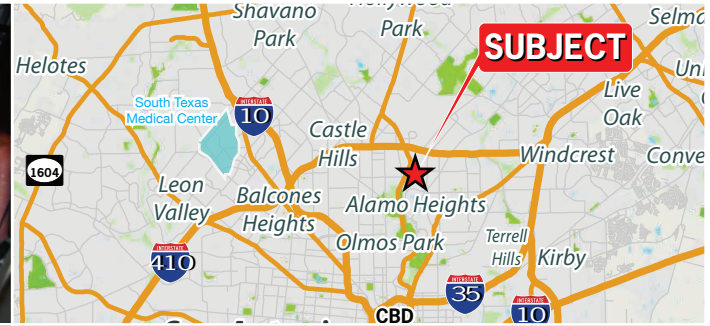 Shavano
Park
Hollywood
Park
Selma
SUBJECT
Helotes
South Texas
Medical Center
INTERSTATE
10
Live
Oak
Castle
Hills
Windcrest
Conve
1604
Leon
Valley
Balcones
Heights
Alamo Heights
Olmos Park
Terrell
Hills
Kirby
INTERSTATE
410
INTERSTATE
35
INTERSTATE
10
CBD